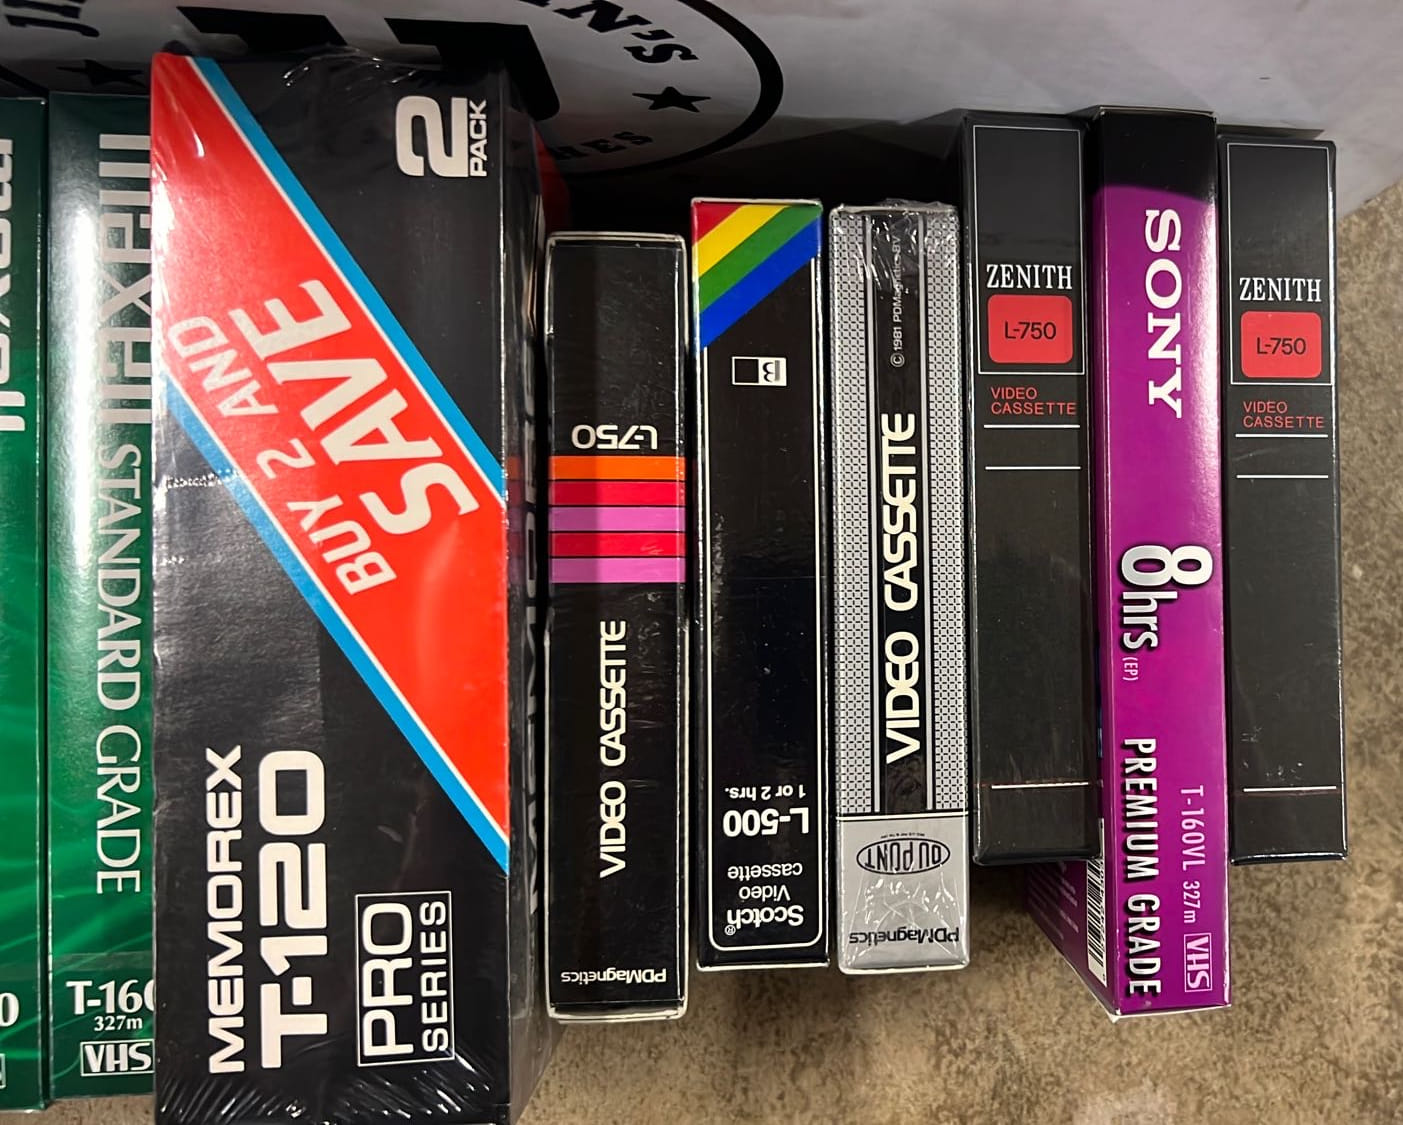 maxell
maxell STANDARD GRADE
T-160
327m
VHS
2
PACK
BUY 2 AND
SAVE
MEMOREX
T-120
PRO
SERIES
L-750
VIDEO CASSETTE
PDMagnetics
Scotch®
Video
cassette
L-500
1 or 2 hrs.
© 1981 PDMagnetics BV
VIDEO CASSETTE
DU PONT
PDMagnetics
ZENITH
L-750
VIDEO
CASSETTE
SONY
8hrs (EP)
PREMIUM GRADE
T-160VL 327m VHS
ZENITH
L-750
VIDEO
CASSETTE